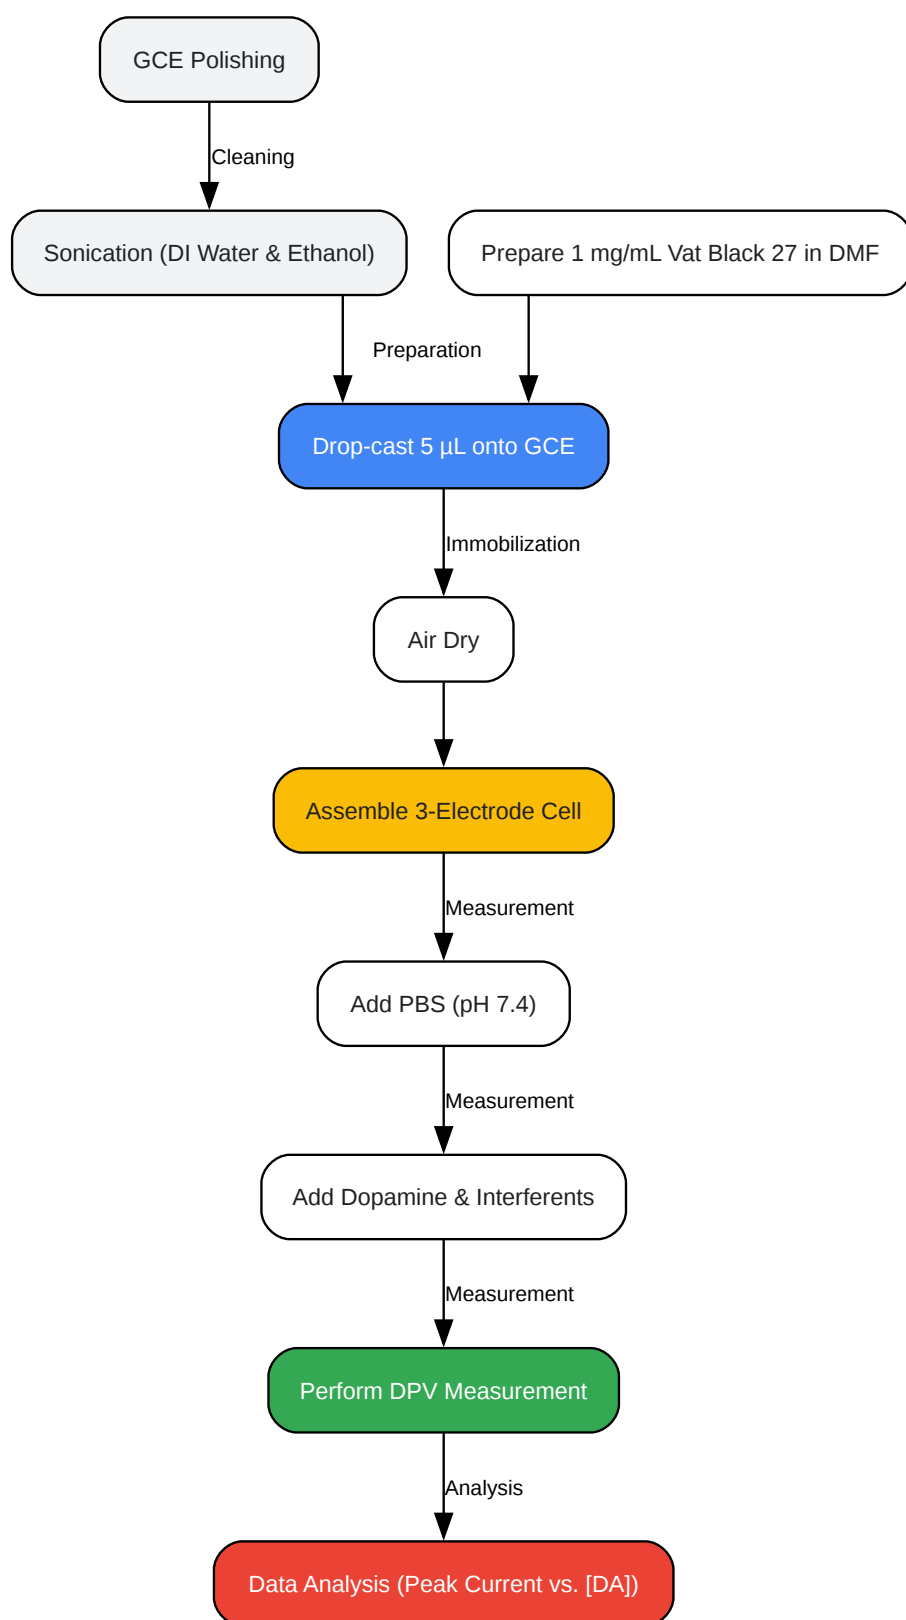 GCE Polishing
Cleaning
Sonication (DI Water & Ethanol)
Prepare 1 mg/mL Vat Black 27 in DMF
Preparation
Drop-cast 5 µL onto GCE
Immobilization
Air Dry
Assemble 3-Electrode Cell
Measurement
Add PBS (pH 7.4)
Measurement
Add Dopamine & Interferents
Measurement
Perform DPV Measurement
Analysis
Data Analysis (Peak Current vs. [DA])